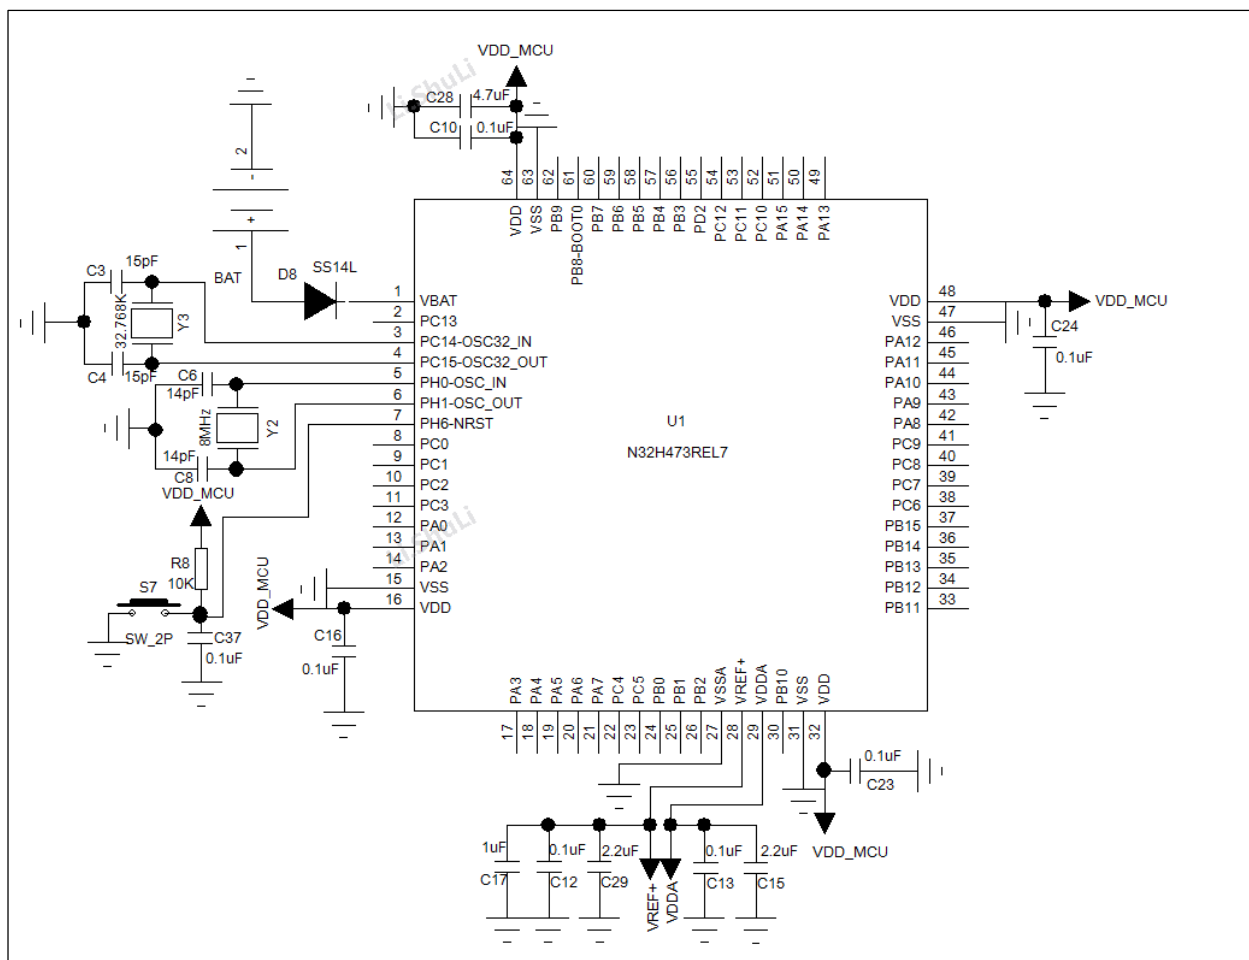 VDD_MCU
Li.ShuLi
C28 4.7uF
C10 0.1uF
2
-
+
1
BAT
64 63 62 61 60 59 58 57 56 55 54 53 52 51 50 49
VDD VSS PB9 PB8-BOOT0 PB7 PB6 PB5 PB4 PB3 PD2 PC12 PC11 PC10 PA15 PA14 PA13
D8 SS14L
C3 15pF
32.768K Y3
C4 15pF
C6 14pF
8MHz Y2
14pF C8
VDD_MCU
R8
10K
S7
SW_2P
C37
0.1uF
VDD_MCU
C16
0.1uF
1 VBAT
2 PC13
3 PC14-OSC32_IN
4 PC15-OSC32_OUT
5 PH0-OSC_IN
6 PH1-OSC_OUT
7 PH6-NRST
8 PC0
9 PC1
10 PC2
11 PC3
12 PA0
13 PA1
14 PA2
15 VSS
16 VDD
Li.ShuLi
U1
N32H473REL7
VDD 48
VSS 47
PA12 46
PA11 45
PA10 44
PA9 43
PA8 42
PC9 41
PC8 40
PC7 39
PC6 38
PB15 37
PB14 36
PB13 35
PB12 34
PB11 33
VDD_MCU
C24
0.1uF
PA3 PA4 PA5 PA6 PA7 PC4 PC5 PB0 PB1 PB2 VSSA VREF+ VDDA PB10 VSS VDD
17 18 19 20 21 22 23 24 25 26 27 28 29 30 31 32
0.1uF
C23
VDD_MCU
1uF 0.1uF 2.2uF 0.1uF 2.2uF
C17 C12 C29 C13 C15
VREF+ VDDA